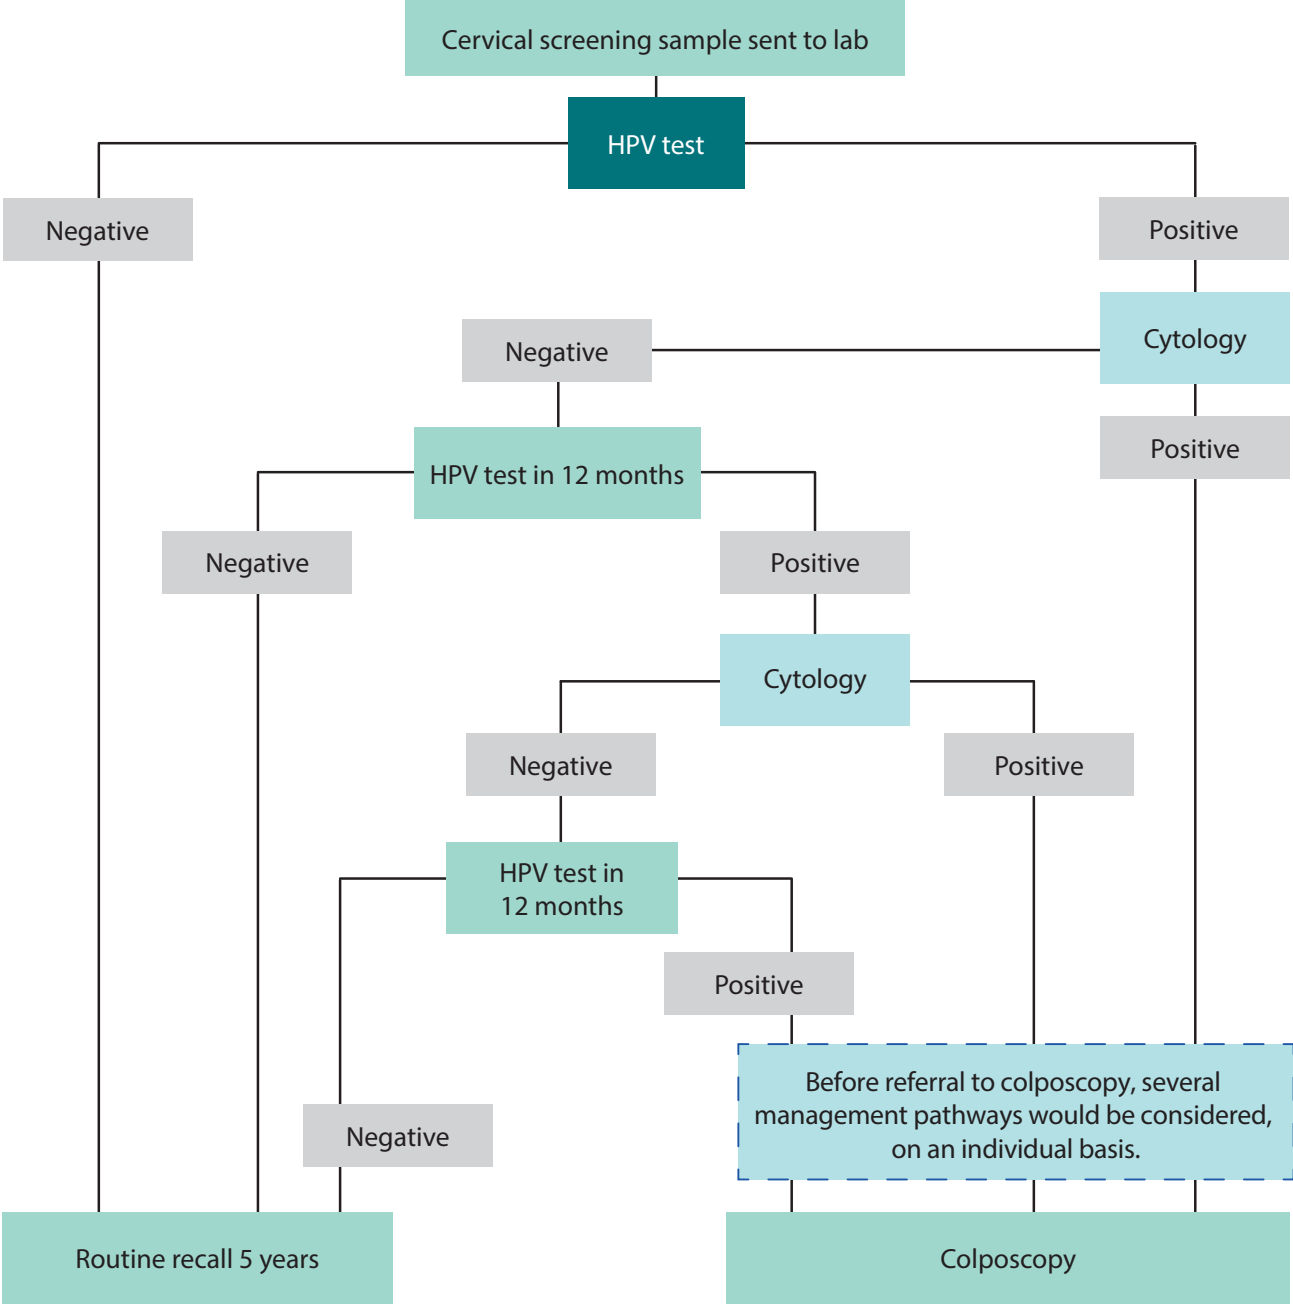 Cervical screening sample sent to lab
HPV test
Negative
Positive
Cytology
Negative
Positive
HPV test in 12 months
Negative
Positive
Cytology
Negative
Positive
HPV test in
12 months
Positive
Before referral to colposcopy, several
management pathways would be considered,
on an individual basis.
Negative
Routine recall 5 years
Colposcopy